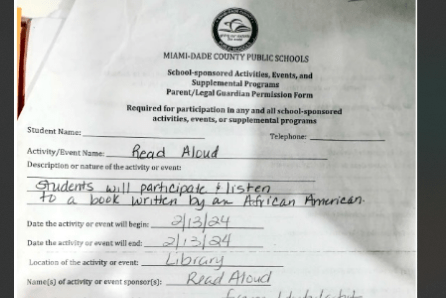 MIAMI-DADE COUNTY PUBLIC SCHOOLS
School-sponsored Activities, Events, and
Supplemental Programs
Parent/Legal Guardian Permission Form
Required for participation in any and all school-sponsored
activities, events, or supplemental programs
Student Name:
Telephone:
Activity/Event Name: Read Aloud
Description or nature of the activity or event:
Students will participate & listen
to a book written by an African American.
Date the activity or event will begin: 2/13/24
Date the activity or event will end: 2/13/24
Location of the activity or event: Library
Name(s) of activity or event sponsor(s): Read Aloud